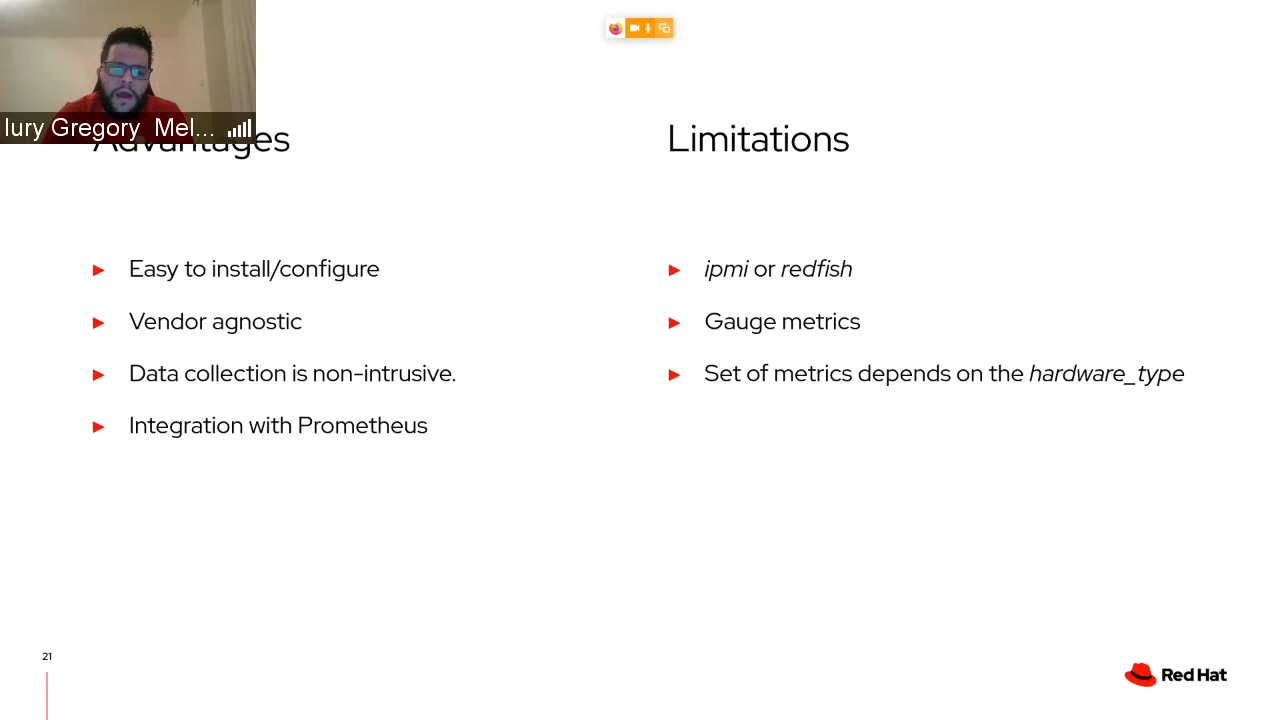 Iury Gregory Mel...
Advantages
Easy to install/configure
Vendor agnostic
Data collection is non-intrusive.
Integration with Prometheus
Limitations
ipmi or redfish
Gauge metrics
Set of metrics depends on the hardware_type
21
Red Hat